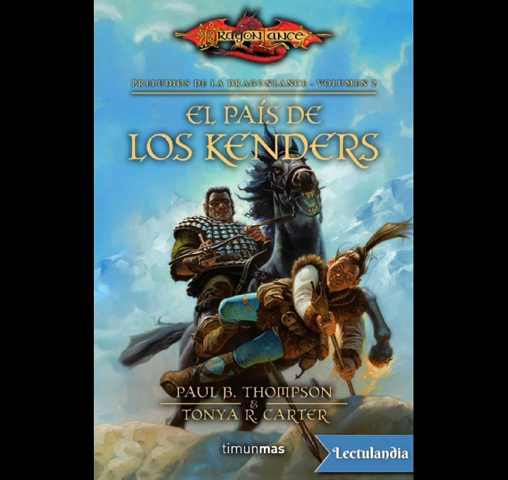 DRAGONLANCE
PRELUDIOS DE LA DRAGONLANCE - VOLUMEN 2
EL PAÍS DE
LOS KENDERS
PAUL B. THOMPSON
&
TONYA R. CARTER
timunmas
Lectulandia